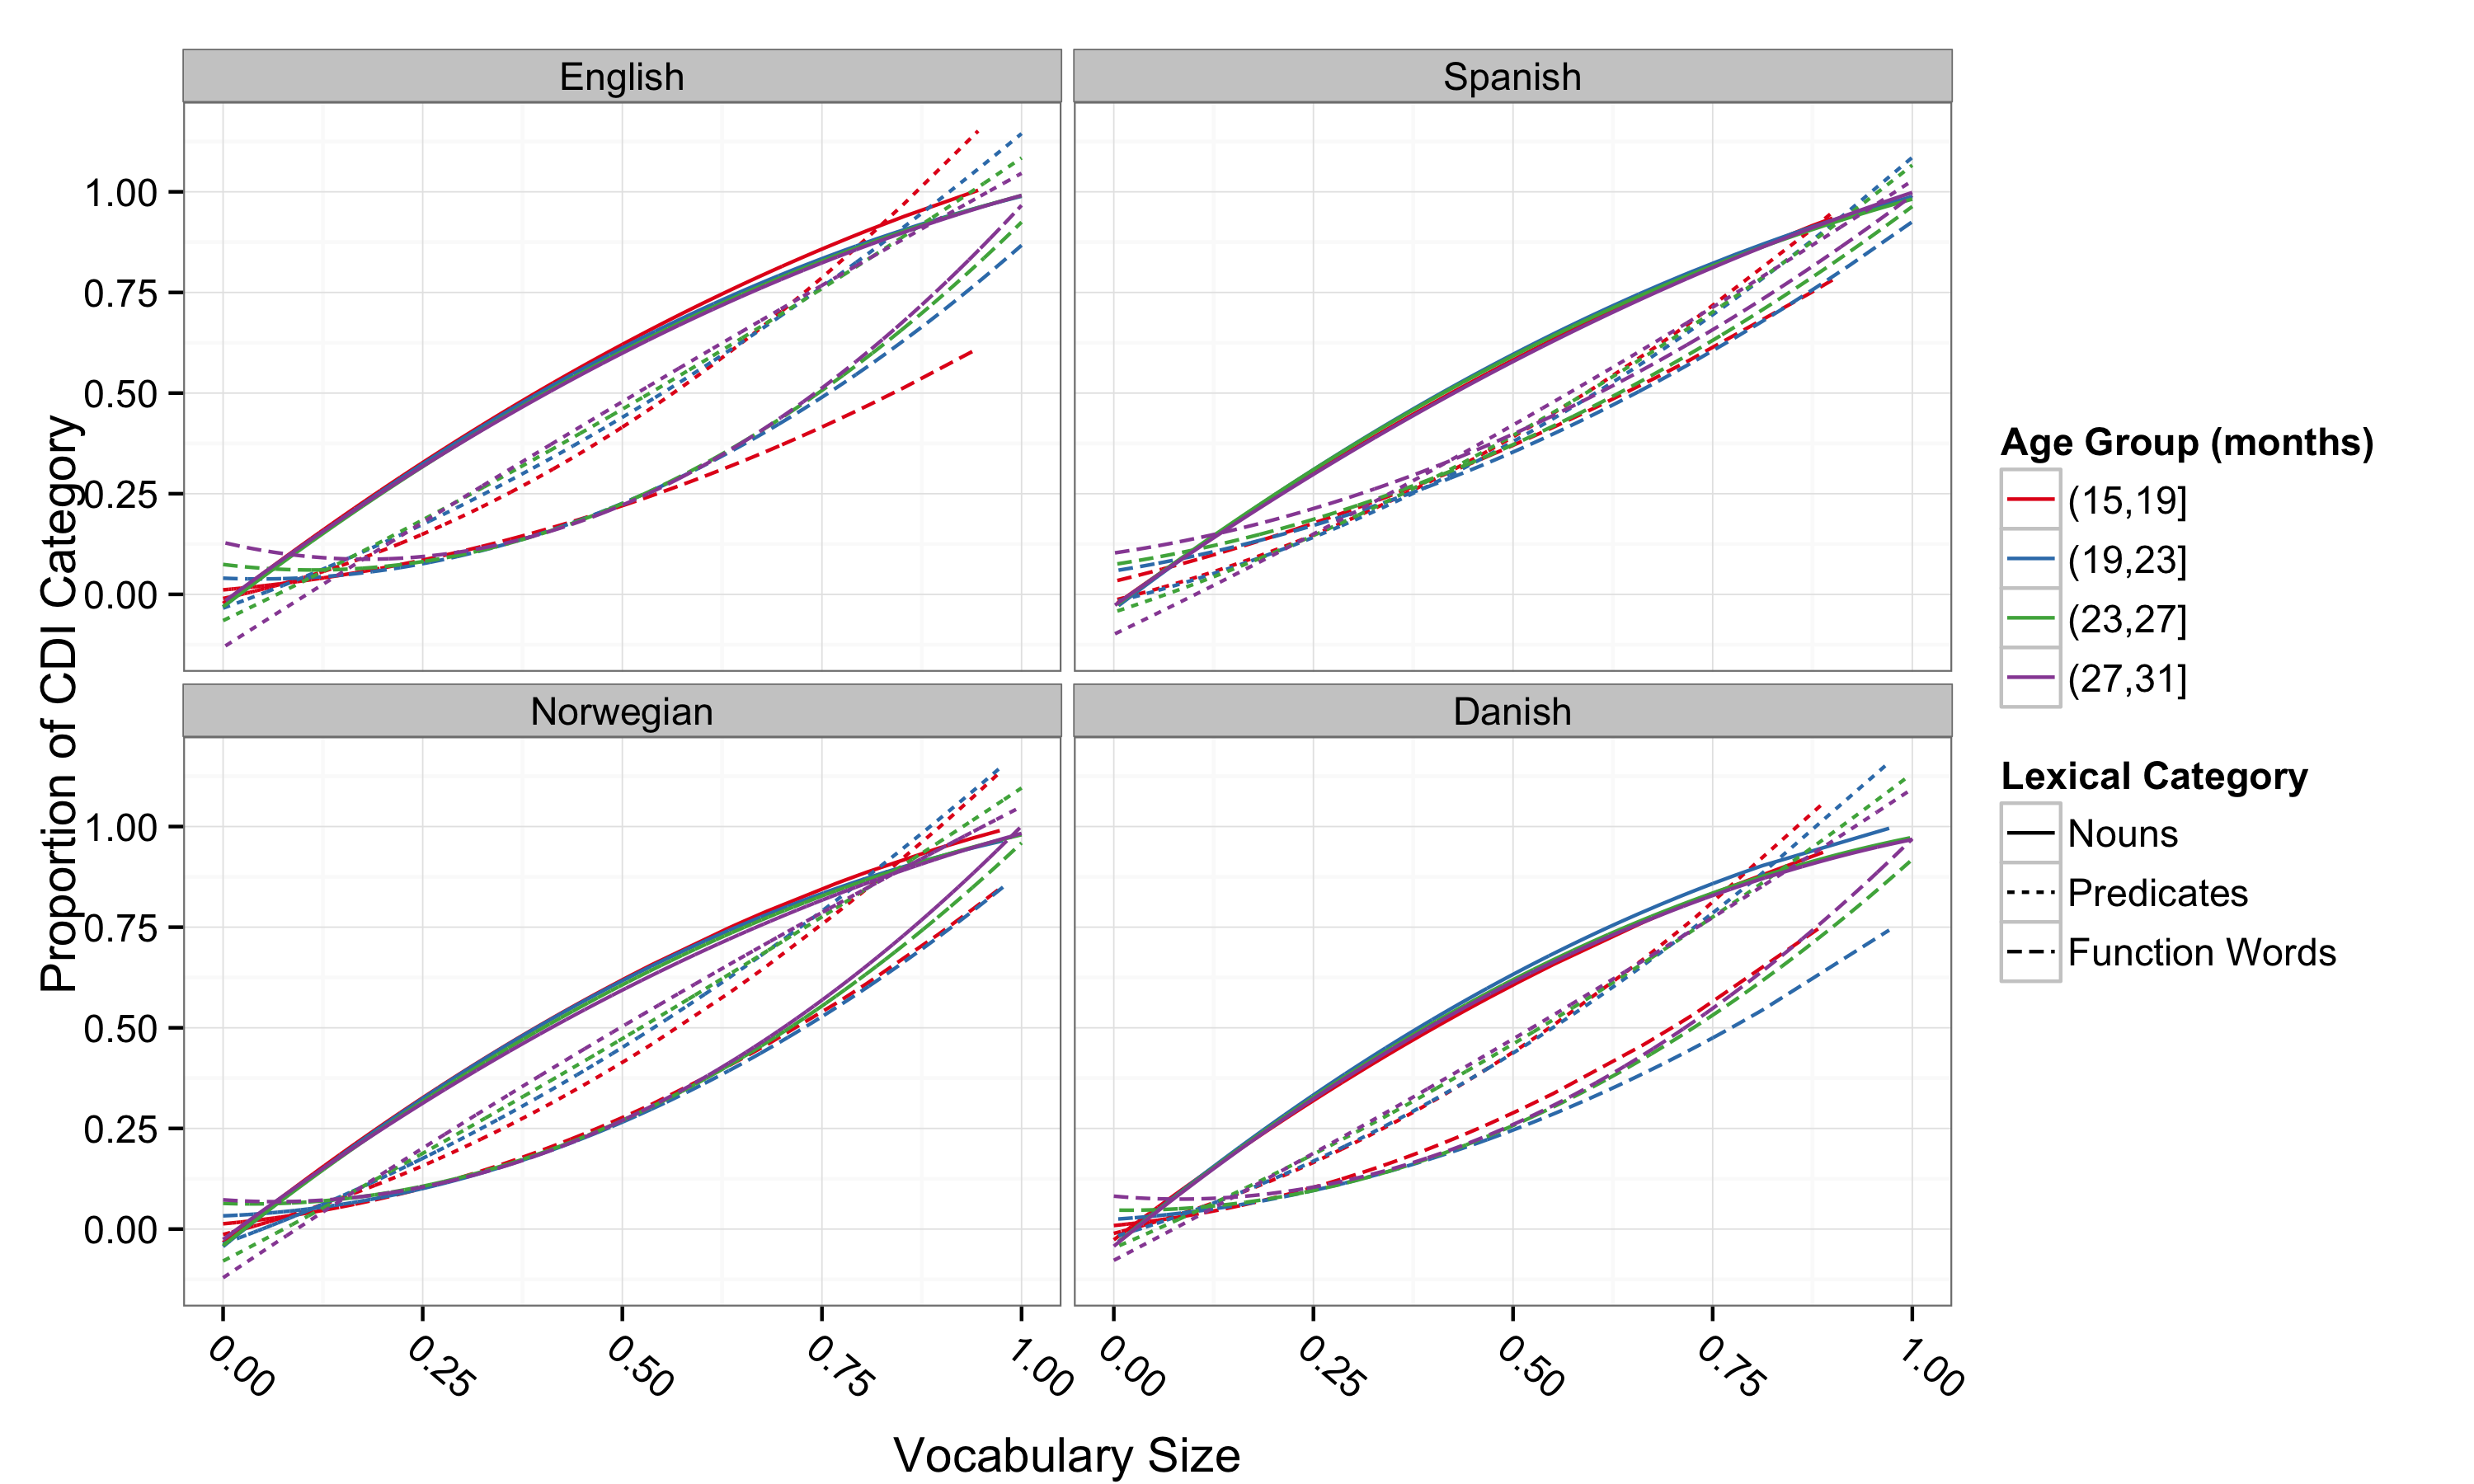 English
Spanish
1.00
0.75
0.50
0.25
0.00
Norwegian
Danish
1.00
0.75
0.50
0.25
0.00
0.00
0.25
0.50
0.75
1.00
0.00
0.25
0.50
0.75
1.00
Vocabulary Size
Proportion of CDI Category
Age Group (months)
(15,19]
(19,23]
(23,27]
(27,31]
Lexical Category
Nouns
Predicates
Function Words